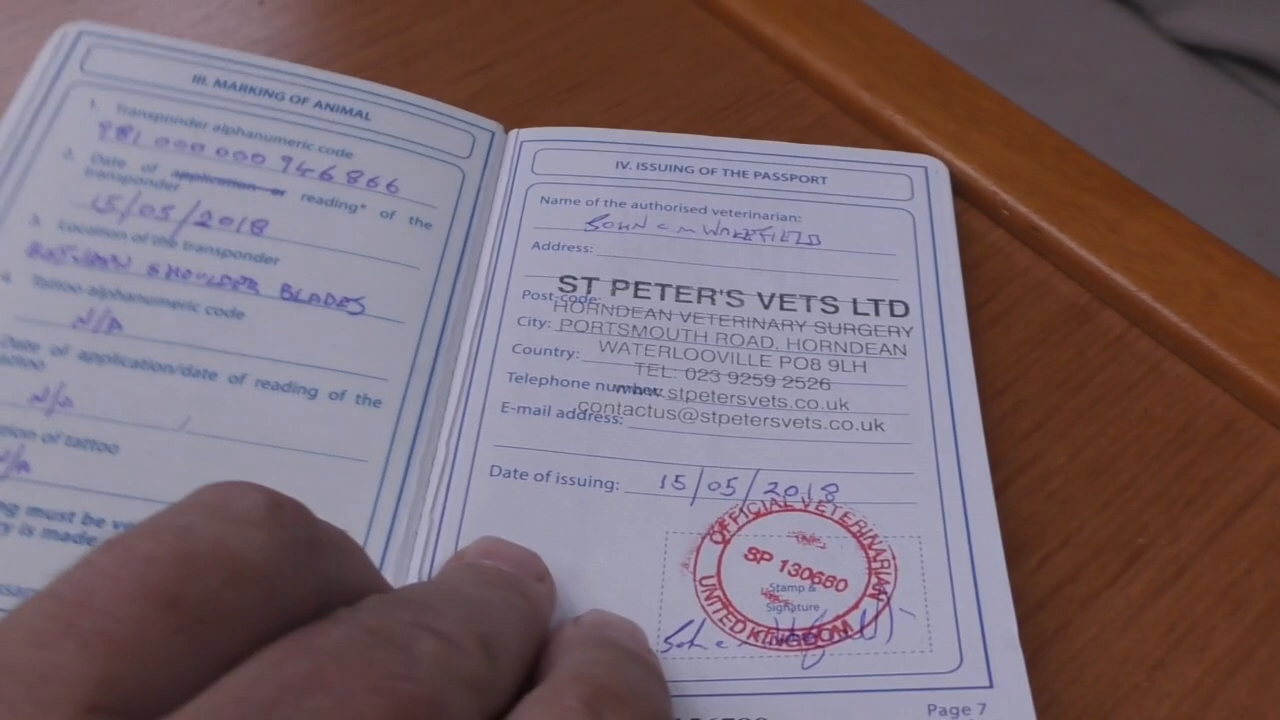 III. MARKING OF ANIMAL
1. Transponder alphanumeric code
981 000 000 946866
2. Date of application or reading* of the
transponder
15/05/2018
3. Location of the transponder
BETWEEN SHOULDER BLADES
Tattoo alphanumeric code
N/A
Date of application/date of reading of the
tattoo
N/A
of tattoo
N/A
must be
is made
IV. ISSUING OF THE PASSPORT
Name of the authorised veterinarian:
JOHN C M WAKEFIELD
Address:
ST PETER'S VETS LTD
Post-code:
HORNDEAN VETERINARY SURGERY
City: PORTSMOUTH ROAD, HORNDEAN
WATERLOOVILLE PO8 9LH
Country:
TEL: 023 9259 2526
Telephone number:
www.stpetersvets.co.uk
contactus@stpetersvets.co.uk
E-mail address:
Date of issuing: 15/05/2018
OFFICIAL VETERINARIAN
SP 130680
Stamp &
Signature
UNITED KINGDOM
Page 7